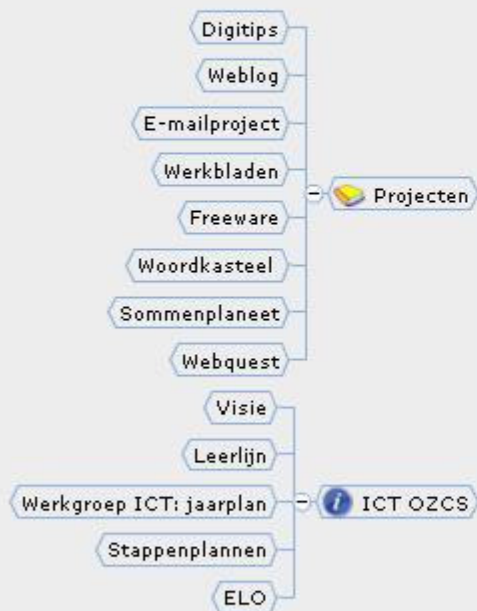 Digitips
Weblog
E-mailproject
Werkbladen
Projecten
Freeware
Woordkasteel
Sommenplaneet
Webquest
Visie
Leerlijn
Werkgroep ICT: jaarplan
ICT OZCS
Stappenplannen
ELO